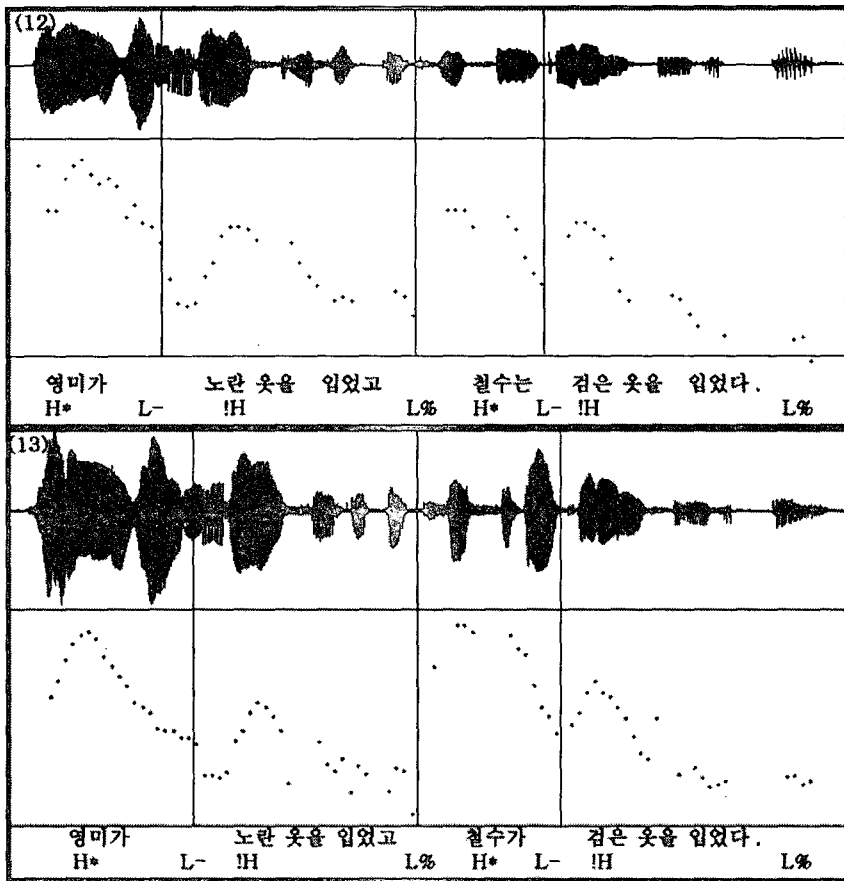 (12)
영미가 노란 옷을 입었고 철수는 검은 옷을 입었다.
H* L- !H L% H* L- !H L%
(13)
영미가 노란 옷을 입었고 철수가 검은 옷을 입었다.
H* L- !H L% H* L- !H L%